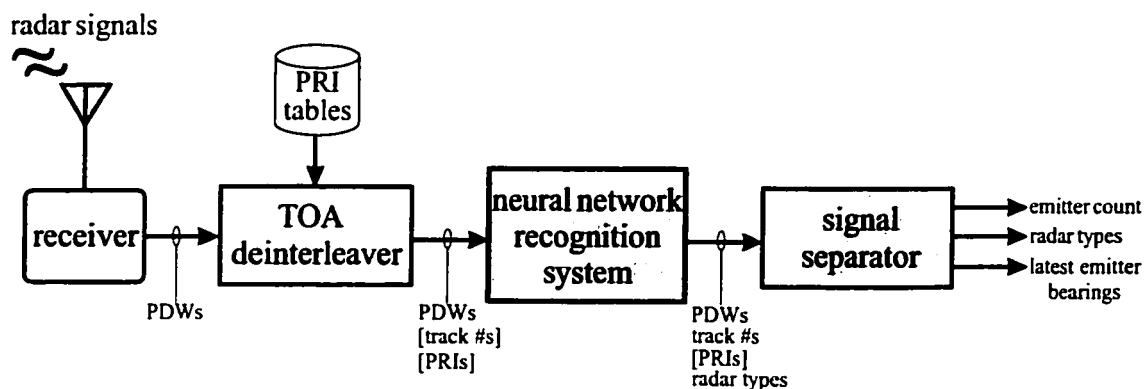 radar signals
PRI
tables
receiver
TOA
deinterleaver
neural network
recognition
system
signal
separator
emitter count
radar types
latest emitter
bearings
PDWs
PDWs
[track #s]
[PRIs]
PDWs
track #s
[PRIs]
radar types